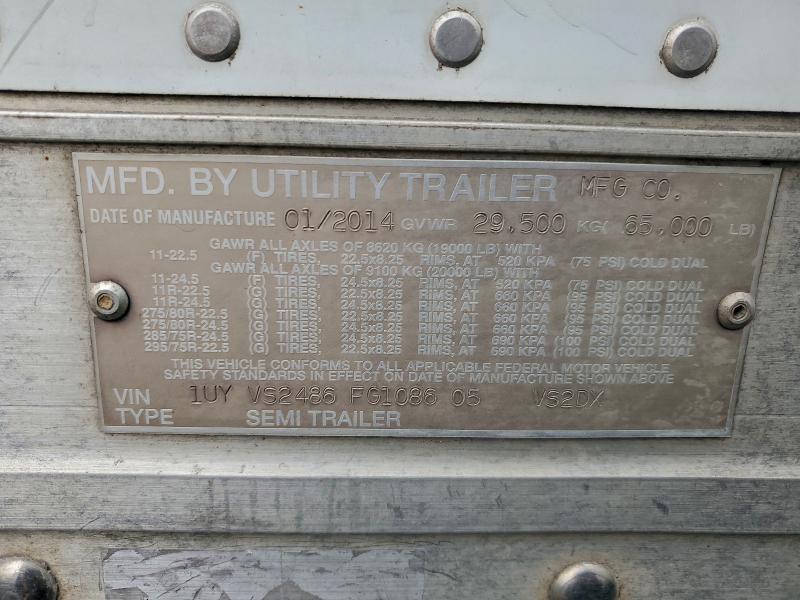 MFD. BY UTILITY TRAILER MFG CO.
DATE OF MANUFACTURE 01/2014 GVWR 29,500 KG( 65,000 LB)
GAWR ALL AXLES OF 8620 KG (19000 LB) WITH
11-22.5 (F) TIRES, 22.5x8.25 RIMS, AT 520 KPA (75 PSI) COLD DUAL
GAWR ALL AXLES OF 9100 KG (20000 LB) WITH
11-24.5 (F) TIRES, 24.5x8.25 RIMS, AT 520 KPA (75 PSI) COLD DUAL
11R-22.5 (G) TIRES, 22.5x8.25 RIMS, AT 660 KPA (95 PSI) COLD DUAL
11R-24.5 (G) TIRES, 24.5x8.25 RIMS, AT 660 KPA (95 PSI) COLD DUAL
275/80R-22.5 (G) TIRES, 22.5x8.25 RIMS, AT 660 KPA (95 PSI) COLD DUAL
275/80R-24.5 (G) TIRES, 24.5x8.25 RIMS, AT 660 KPA (95 PSI) COLD DUAL
285/75R-24.5 (G) TIRES, 24.5x8.25 RIMS, AT 690 KPA (100 PSI) COLD DUAL
295/75R-22.5 (G) TIRES, 22.5x8.25 RIMS, AT 690 KPA (100 PSI) COLD DUAL
THIS VEHICLE CONFORMS TO ALL APPLICABLE FEDERAL MOTOR VEHICLE
SAFETY STANDARDS IN EFFECT ON DATE OF MANUFACTURE SHOWN ABOVE
VIN 1UY VS2486 FG1086 05 VS2DX
TYPE SEMI TRAILER